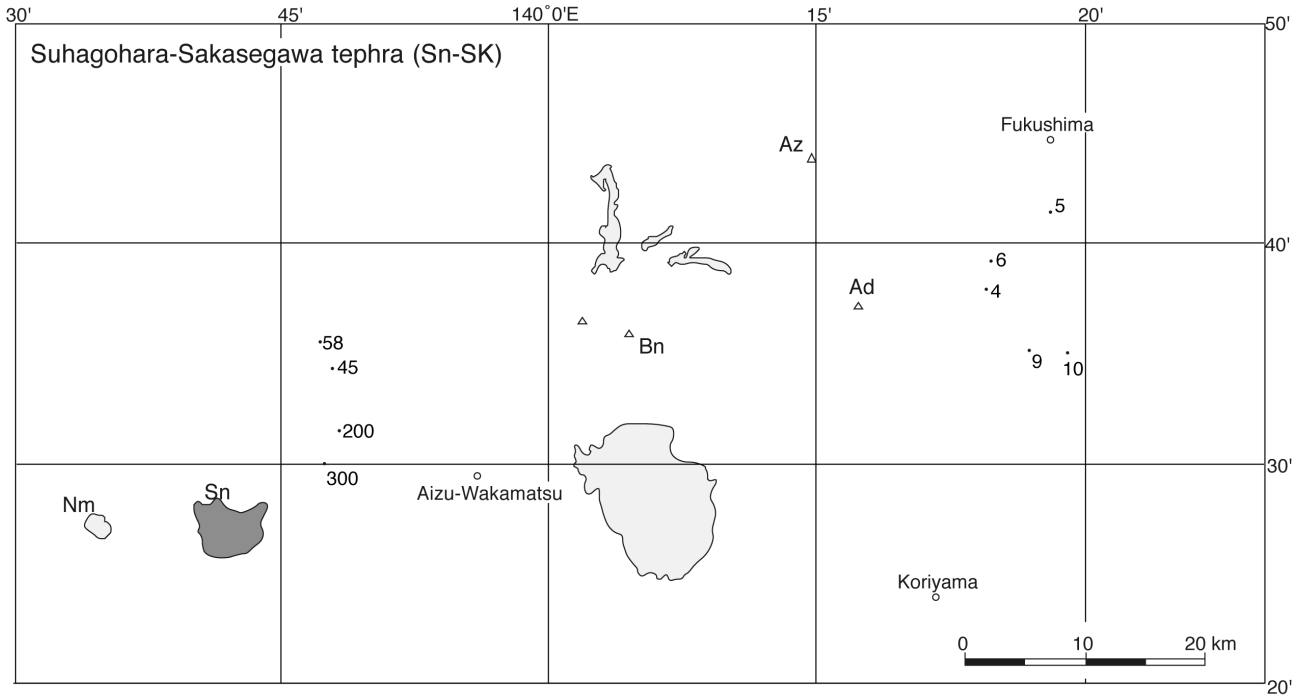 30' 45' 140°0'E 15' 20' 50'
Suhagohara-Sakasegawa tephra (Sn-SK)
Fukushima
Az
5
40'
6
Ad
4
58
Bn
9
45
10
200
30'
300
Sn
Aizu-Wakamatsu
Nm
Koriyama
0 10 20 km
20'